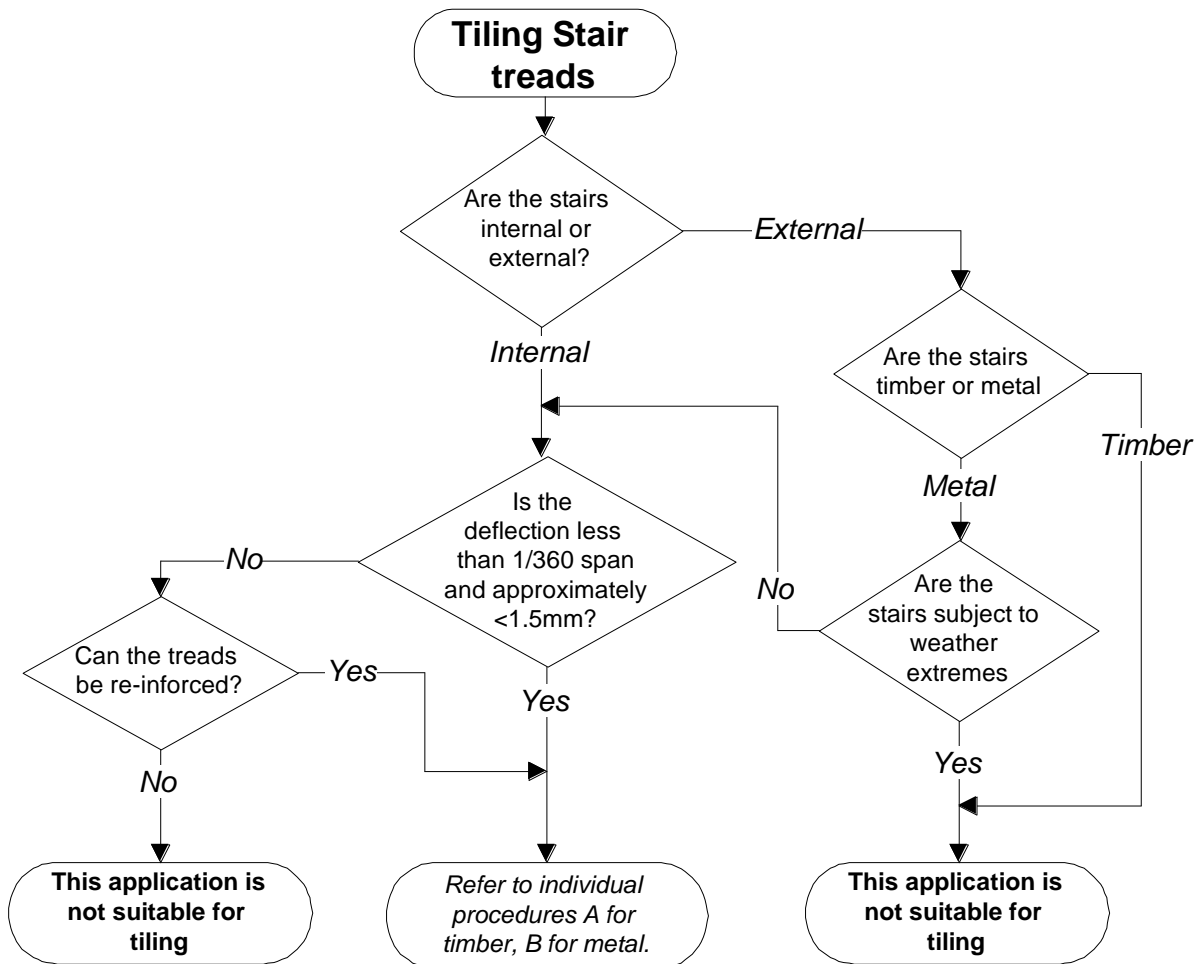 Tiling Stair
treads
Are the stairs
internal or
external?
External
Internal
Are the stairs
timber or metal
Timber
Metal
Is the
deflection less
than 1/360 span
and approximately
<1.5mm?
No
No
Are the
stairs subject to
weather
extremes
Can the treads
be re-inforced?
Yes
Yes
No
Yes
This application is
not suitable for
tiling
Refer to individual
procedures A for
timber, B for metal.
This application is
not suitable for
tiling